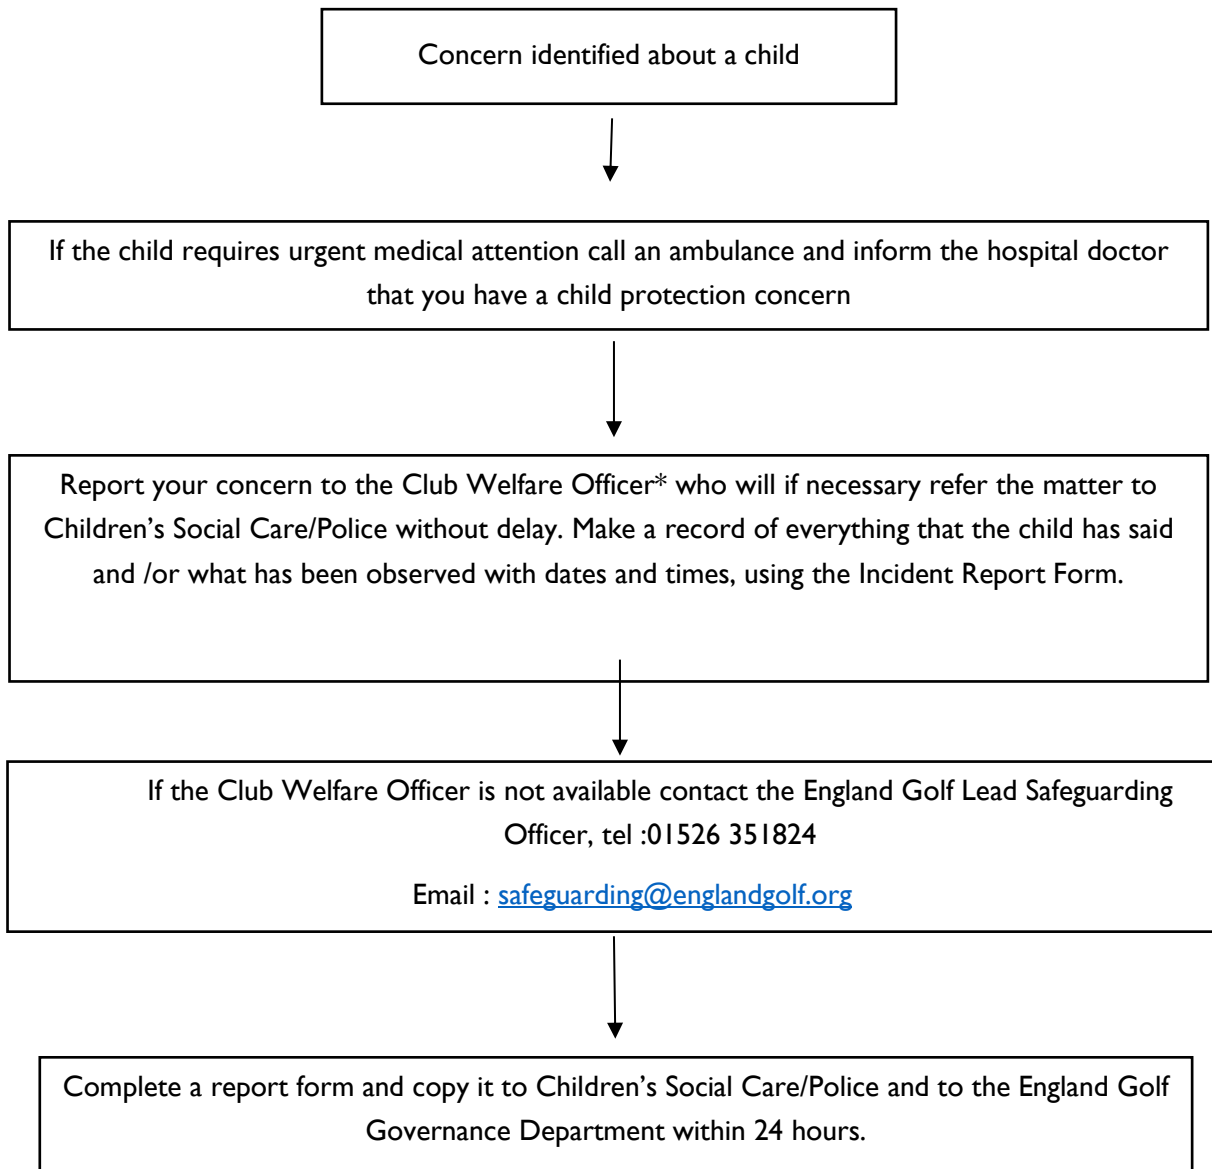 Concern identified about a child
If the child requires urgent medical attention call an ambulance and inform the hospital doctor
that you have a child protection concern
Report your concern to the Club Welfare Officer* who will if necessary refer the matter to
Children’s Social Care/Police without delay. Make a record of everything that the child has said
and /or what has been observed with dates and times, using the Incident Report Form.
If the Club Welfare Officer is not available contact the England Golf Lead Safeguarding
Officer, tel :01526 351824
Email : safeguarding@englandgolf.org
Complete a report form and copy it to Children’s Social Care/Police and to the England Golf
Governance Department within 24 hours.